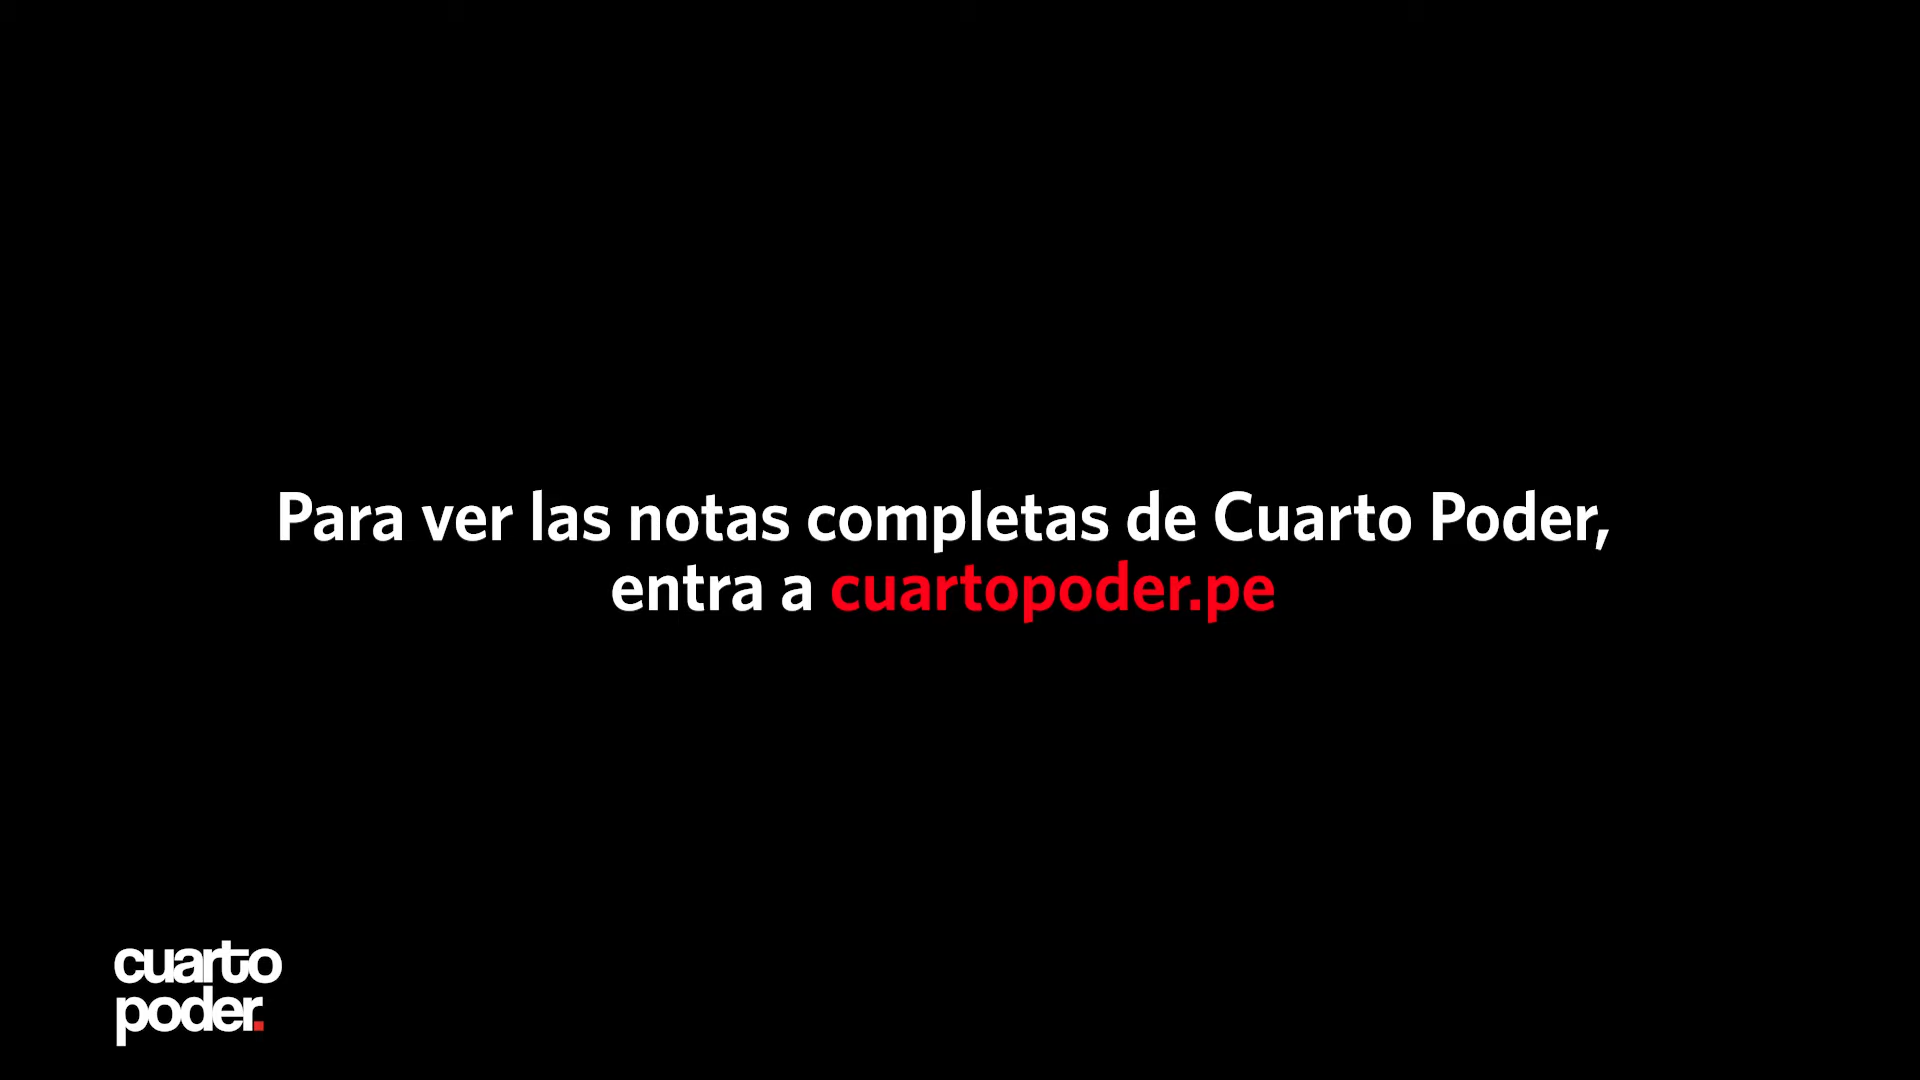 Para ver las notas completas de Cuarto Poder,
entra a cuartopoder.pe
cuarto
poder.